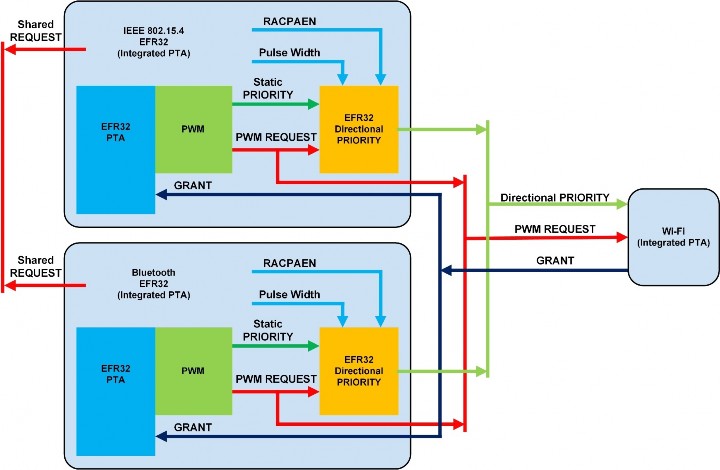 Shared
REQUEST
IEEE 802.15.4
EFR32
(Integrated PTA)
RACPAEN
Pulse Width
Static
PRIORITY
EFR32
PTA
PWM
EFR32
Directional
PRIORITY
PWM REQUEST
GRANT
Directional PRIORITY
PWM REQUEST
GRANT
WI-FI
(Integrated PTA)
Shared
REQUEST
Bluetooth
EFR32
(Integrated PTA)
RACPAEN
Pulse Width
Static
PRIORITY
EFR32
PTA
PWM
EFR32
Directional
PRIORITY
PWM REQUEST
GRANT